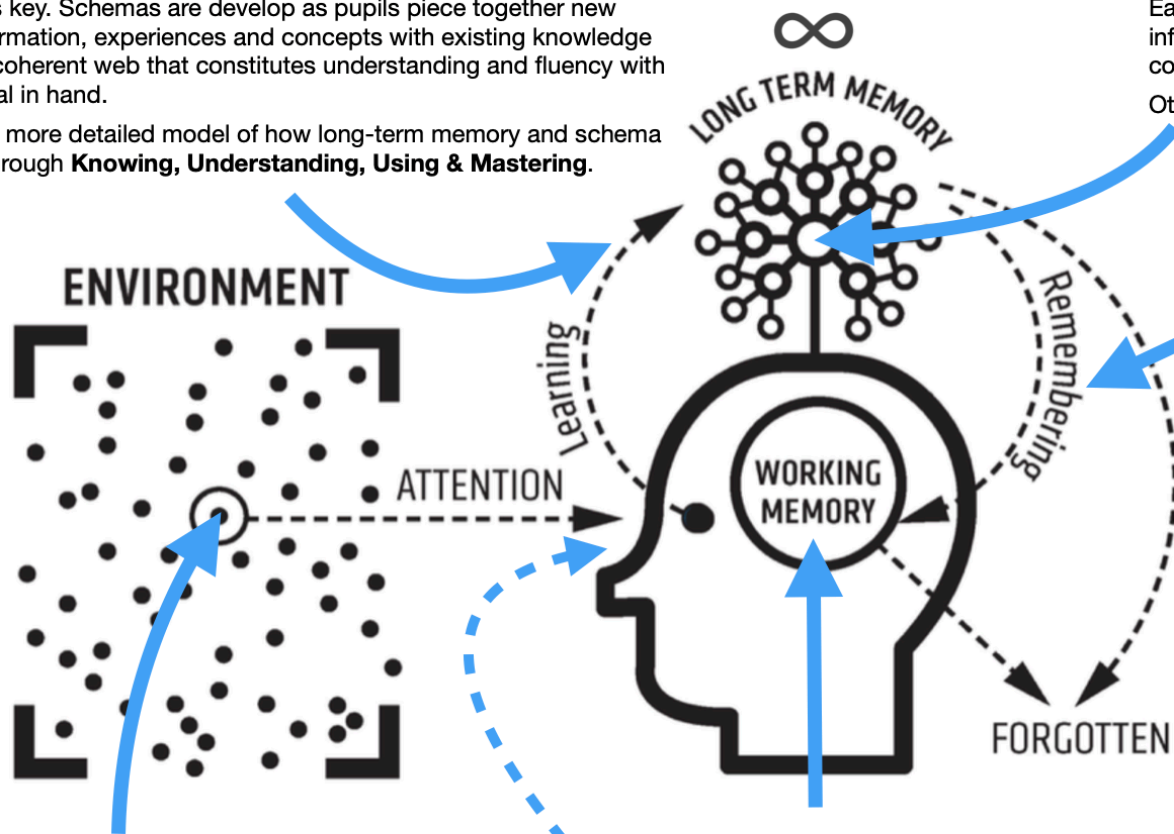 s key. Schemas are develop as pupils piece together new
rmation, experiences and concepts with existing knowledge
coherent web that constitutes understanding and fluency with
al in hand.
more detailed model of how long-term memory and schema
rough Knowing, Understanding, Using & Mastering.
Ea
inf
co
Ot
∞
LONG TERM MEMORY
ENVIRONMENT
Learning
Remembering
ATTENTION
WORKING
MEMORY
FORGOTTEN